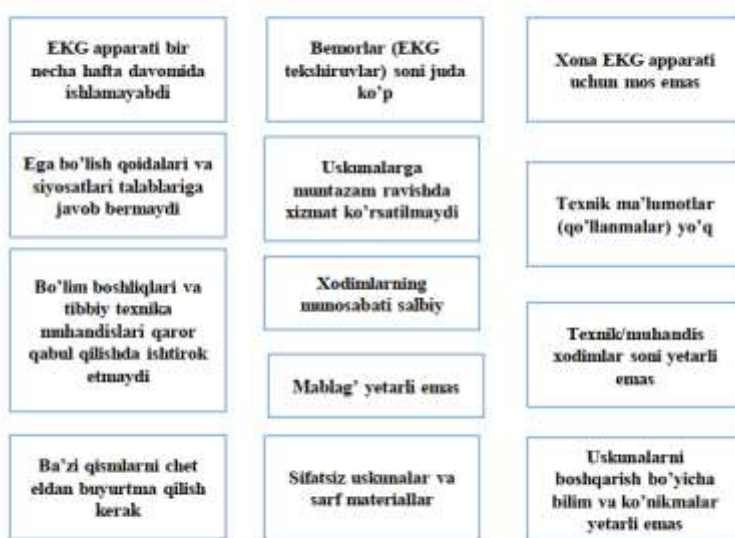 EKG apparati bir
necha hafta davomida
ishlamayabdi
Ega bo'lish qoidalari va
siyosatlari talablariga
javob bermaydi
Bo'lim boshliqlari va
tibbiy texnika
muhandislari qaror
qabul qilishda ishtirok
etmaydi
Ba'zi qismlarni chet
eldan buyurtma qilish
kerak
Bemorlar (EKG
tekshiruvlar) soni juda
ko'p
Uskunalarga
muntazam ravishda
xizmat ko'rsatilmaydi
Xodimlarning
munosabati salbiy
Mablag' yetarli emas
Sifatsiz uskunalar va
sarf materiallar
Xona EKG apparati
uchun mos emas
Texnik ma'lumotlar
(qo'llanmalar) yo'q
Texnik/muhandis
xodimlar soni yetarli
emas
Uskunalarni
boshqarish bo'yicha
bilim va ko'nikmalar
yetarli emas